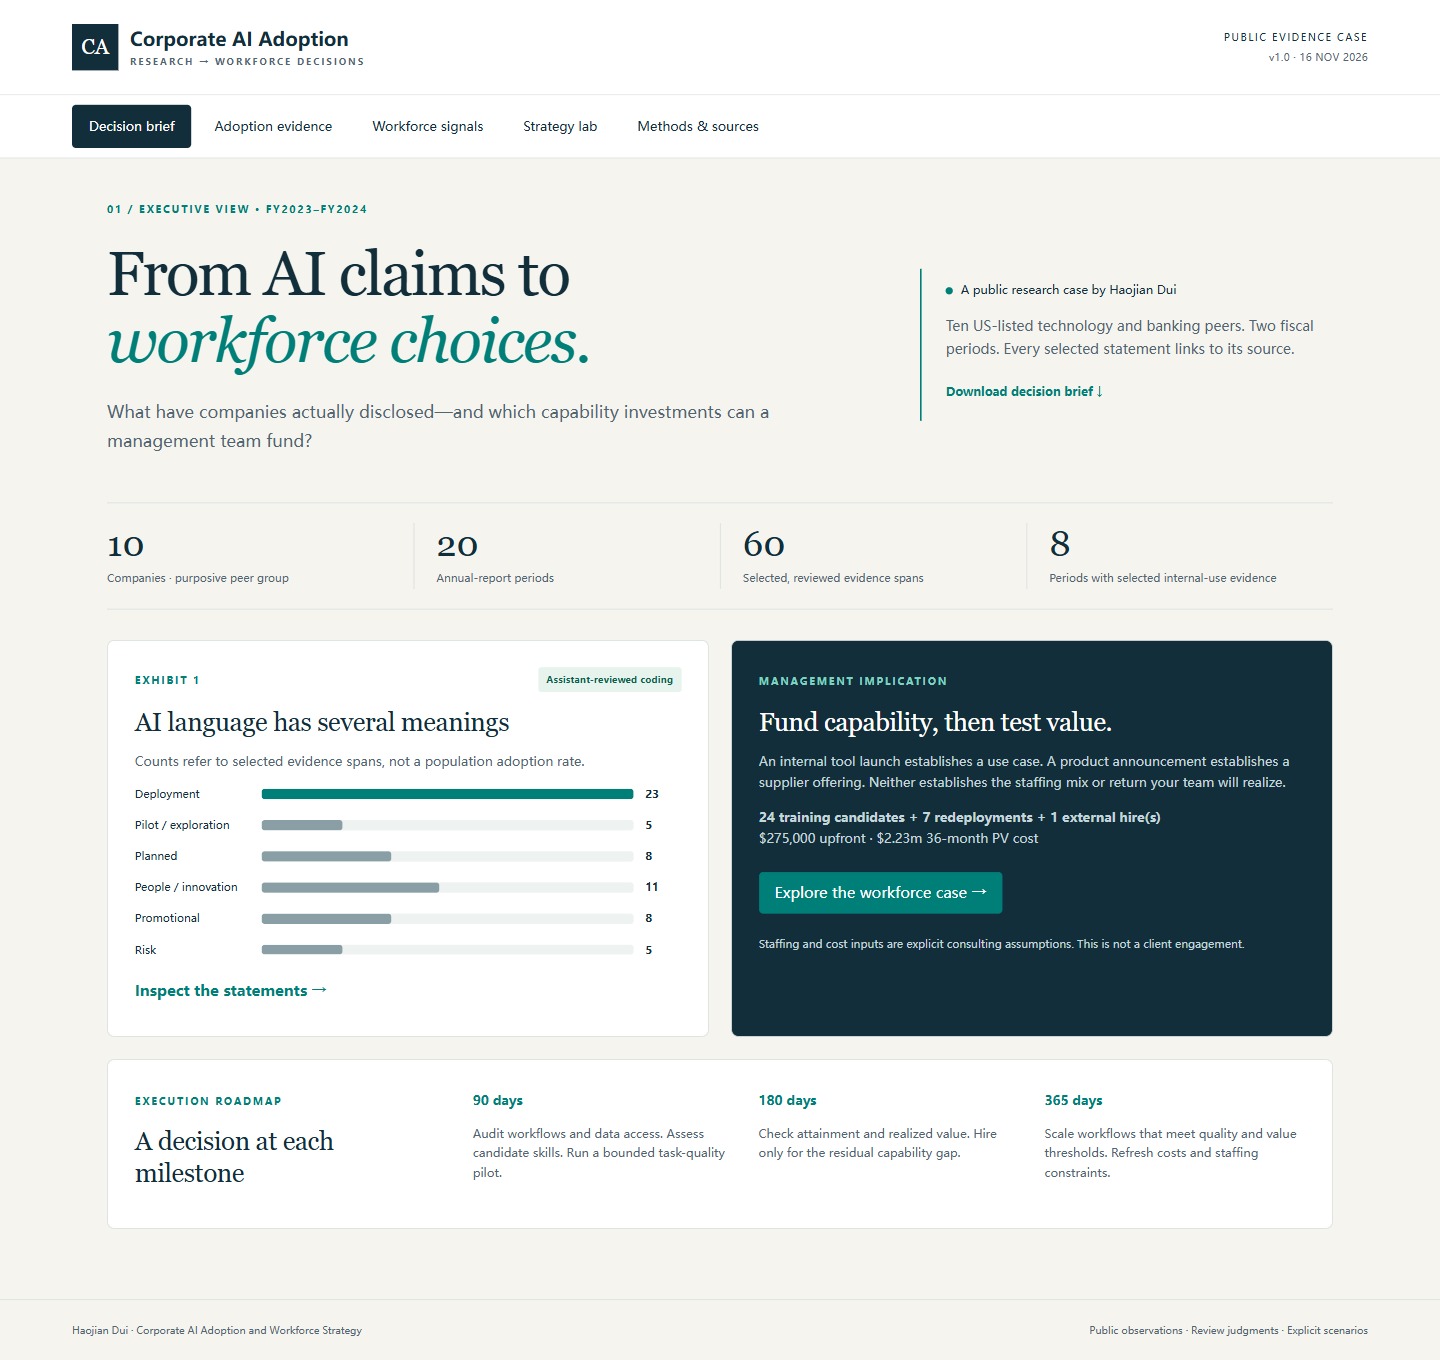 CA
Corporate AI Adoption
RESEARCH → WORKFORCE DECISIONS
PUBLIC EVIDENCE CASE
v1.0 · 16 NOV 2026
Decision brief
Adoption evidence
Workforce signals
Strategy lab
Methods & sources
01 / EXECUTIVE VIEW • FY2023–FY2024
From AI claims to
workforce choices.
What have companies actually disclosed—and which capability investments can a
management team fund?
A public research case by Haojian Dui
Ten US-listed technology and banking peers. Two fiscal
periods. Every selected statement links to its source.
Download decision brief ↓
10
Companies · purposive peer group
20
Annual-report periods
60
Selected, reviewed evidence spans
8
Periods with selected internal-use evidence
EXHIBIT 1
Assistant-reviewed coding
AI language has several meanings
Counts refer to selected evidence spans, not a population adoption rate.
Deployment 23
Pilot / exploration 5
Planned 8
People / innovation 11
Promotional 8
Risk 5
Inspect the statements →
MANAGEMENT IMPLICATION
Fund capability, then test value.
An internal tool launch establishes a use case. A product announcement establishes a
supplier offering. Neither establishes the staffing mix or return your team will realize.
24 training candidates + 7 redeployments + 1 external hire(s)
$275,000 upfront · $2.23m 36-month PV cost
Explore the workforce case →
Staffing and cost inputs are explicit consulting assumptions. This is not a client engagement.
EXECUTION ROADMAP
A decision at each
milestone
90 days
Audit workflows and data access. Assess
candidate skills. Run a bounded task-quality
pilot.
180 days
Check attainment and realized value. Hire
only for the residual capability gap.
365 days
Scale workflows that meet quality and value
thresholds. Refresh costs and staffing
constraints.
Haojian Dui · Corporate AI Adoption and Workforce Strategy
Public observations · Review judgments · Explicit scenarios